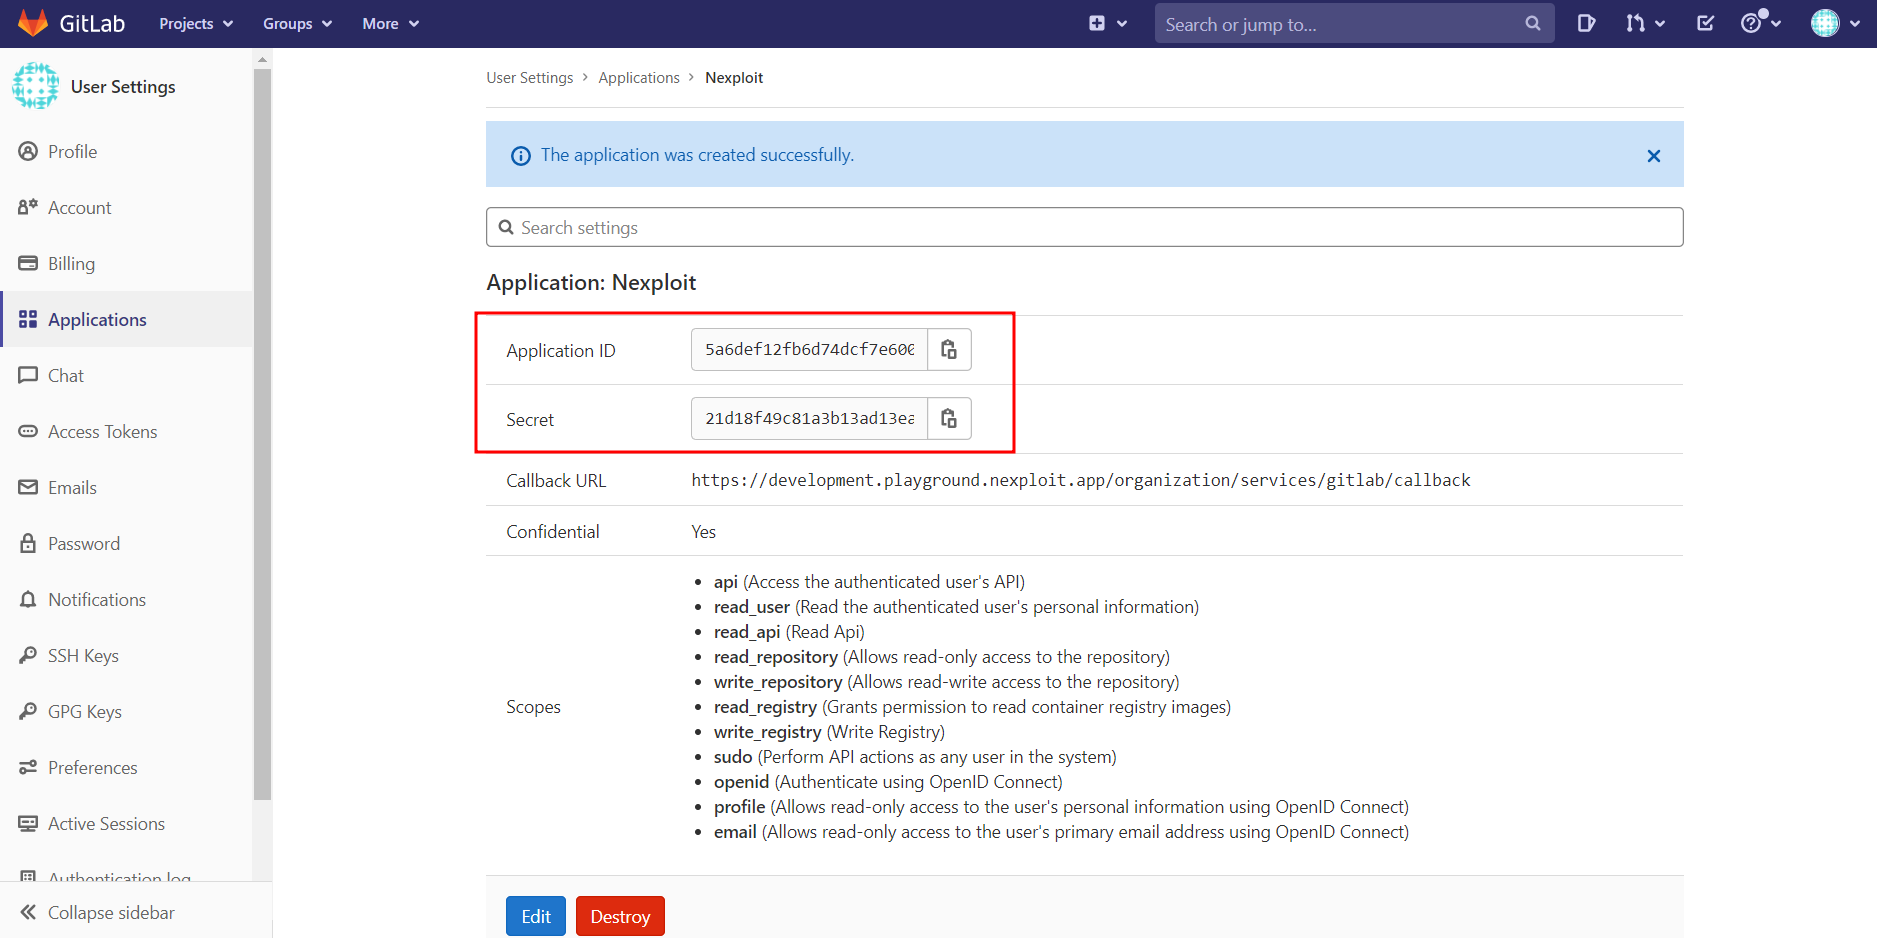 GitLab Projects Groups More Search or jump to...
User Settings
Profile
Account
Billing
Applications
Chat
Access Tokens
Emails
Password
Notifications
SSH Keys
GPG Keys
Preferences
Active Sessions
Authentication log
Collapse sidebar
User Settings > Applications > Nexploit
The application was created successfully.
Search settings
Application: Nexploit
Application ID 5a6def12fb6d74dcf7e600
Secret 21d18f49c81a3b13ad13ea
Callback URL https://development.playground.nexploit.app/organization/services/gitlab/callback
Confidential Yes
Scopes
• api (Access the authenticated user's API)
• read_user (Read the authenticated user's personal information)
• read_api (Read Api)
• read_repository (Allows read-only access to the repository)
• write_repository (Allows read-write access to the repository)
• read_registry (Grants permission to read container registry images)
• write_registry (Write Registry)
• sudo (Perform API actions as any user in the system)
• openid (Authenticate using OpenID Connect)
• profile (Allows read-only access to the user's personal information using OpenID Connect)
• email (Allows read-only access to the user's primary email address using OpenID Connect)
Edit Destroy